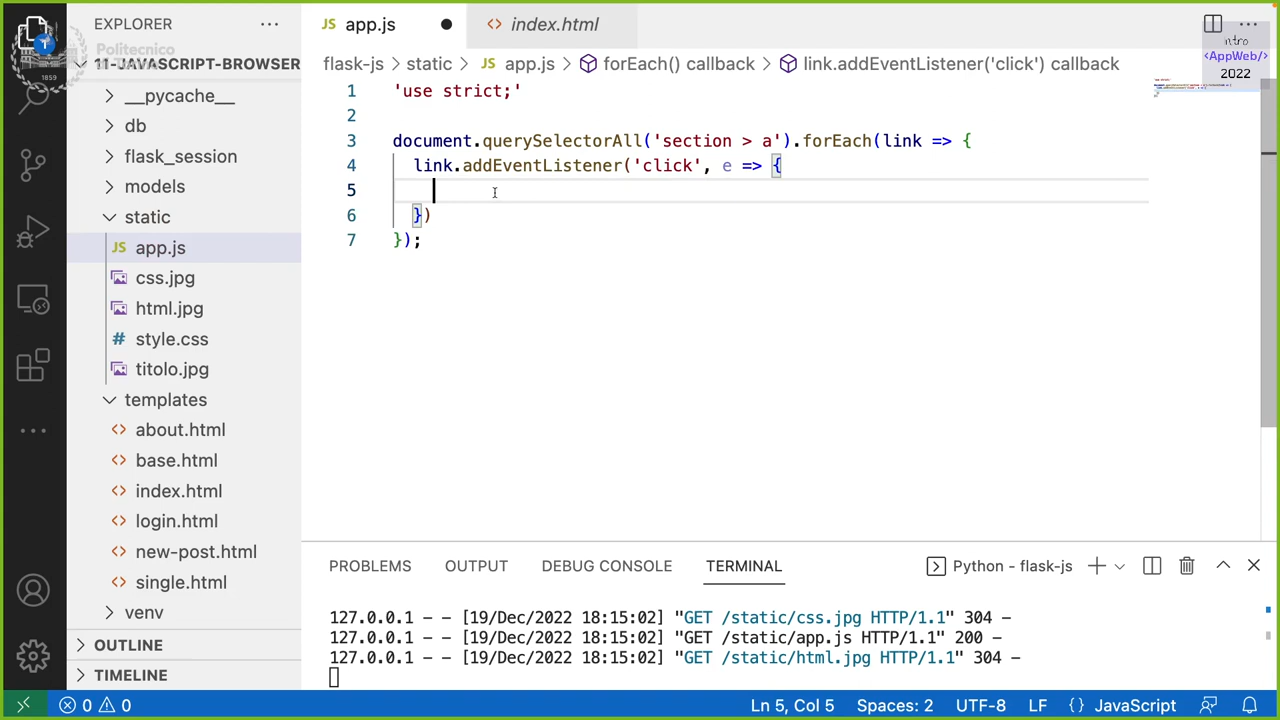 EXPLORER
Politecnico
1859
11-JAVASCRIPT-BROWSER
__pycache__
db
flask_session
models
static
JS app.js
css.jpg
html.jpg
# style.css
titolo.jpg
templates
<> about.html
<> base.html
<> index.html
<> login.html
<> new-post.html
<> single.html
venv
OUTLINE
TIMELINE
JS app.js
<> index.html
ntro
<AppWeb/>
2022
flask-js > static > JS app.js > forEach() callback > link.addEventListener('click') callback
1 'use strict;'
2
3 document.querySelectorAll('section > a').forEach(link => {
4 link.addEventListener('click', e => {
5
6 })
7 });
PROBLEMS OUTPUT DEBUG CONSOLE TERMINAL Python - flask-js
127.0.0.1 - - [19/Dec/2022 18:15:02] "GET /static/css.jpg HTTP/1.1" 304 -
127.0.0.1 - - [19/Dec/2022 18:15:02] "GET /static/app.js HTTP/1.1" 200 -
127.0.0.1 - - [19/Dec/2022 18:15:02] "GET /static/html.jpg HTTP/1.1" 304 -
0 0 Ln 5, Col 5 Spaces: 2 UTF-8 LF {} JavaScript